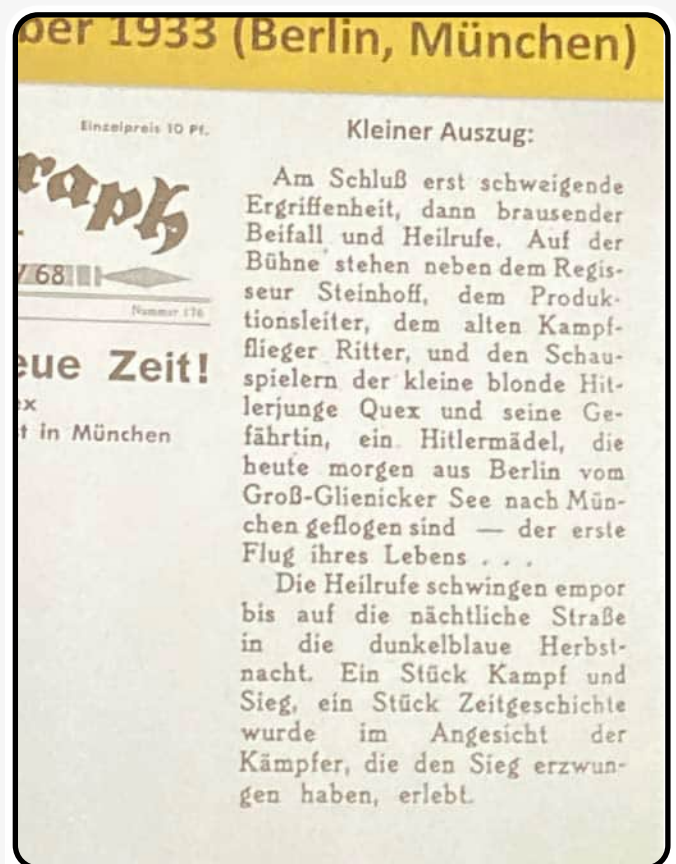 ber 1933 (Berlin, München)
Einzelpreis 10 Pf.
raph
/ 68
Nummer 176
eue Zeit!
ex
t in München
Kleiner Auszug:
Am Schluß erst schweigende
Ergriffenheit, dann brausender
Beifall und Heilrufe. Auf der
Bühne stehen neben dem Regis-
seur Steinhoff, dem Produk-
tionsleiter, dem alten Kampf-
flieger Ritter, und den Schau-
spielern der kleine blonde Hit-
lerjunge Quex und seine Ge-
fährtin, ein Hitlermädel, die
heute morgen aus Berlin vom
Groß-Glienicker See nach Mün-
chen geflogen sind — der erste
Flug ihres Lebens . . .
Die Heilrufe schwingen empor
bis auf die nächtliche Straße
in die dunkelblaue Herbst-
nacht. Ein Stück Kampf und
Sieg, ein Stück Zeitgeschichte
wurde im Angesicht der
Kämpfer, die den Sieg erzwun-
gen haben, erlebt.